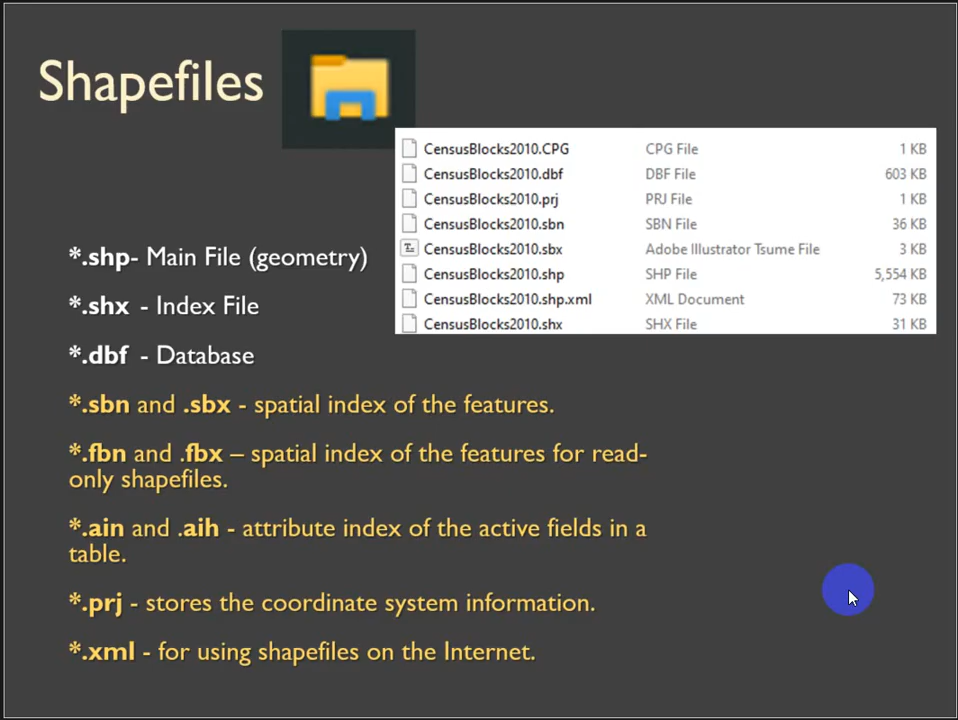 Shapefiles
CensusBlocks2010.CPG CPG File 1 KB
CensusBlocks2010.dbf DBF File 603 KB
CensusBlocks2010.prj PRJ File 1 KB
CensusBlocks2010.sbn SBN File 36 KB
CensusBlocks2010.sbx Adobe Illustrator Tsume File 3 KB
CensusBlocks2010.shp SHP File 5,554 KB
CensusBlocks2010.shp.xml XML Document 73 KB
CensusBlocks2010.shx SHX File 31 KB
*.shp- Main File (geometry)
*.shx - Index File
*.dbf - Database
*.sbn and .sbx - spatial index of the features.
*.fbn and .fbx – spatial index of the features for read-
only shapefiles.
*.ain and .aih - attribute index of the active fields in a
table.
*.prj - stores the coordinate system information.
*.xml - for using shapefiles on the Internet.